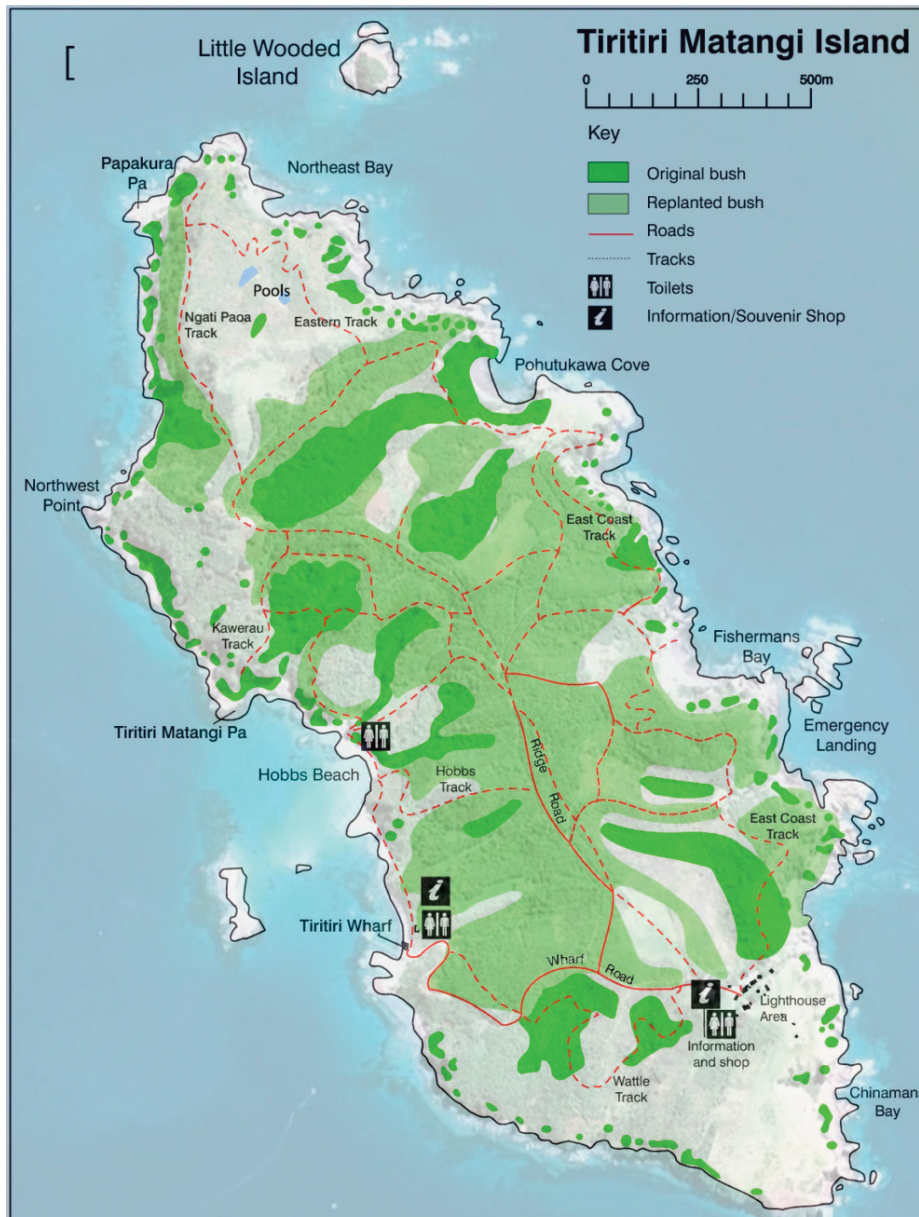 Tiritiri Matangi Island
0 250 500m
Key
Original bush
Replanted bush
Roads
Tracks
Toilets
Information/Souvenir Shop
[
Little Wooded
Island
Papakura
Pa
Northeast Bay
Pools
Ngati Paoa
Track
Eastern Track
Pohutukawa Cove
Northwest
Point
East Coast
Track
Kawerau
Track
Fishermans
Bay
Tiritiri Matangi Pa
Emergency
Landing
Hobbs Beach
Hobbs
Track
Ridge
Road
East Coast
Track
Tiritiri Wharf
Wharf
Road
Lighthouse
Area
Information
and shop
Wattle
Track
Chinamans
Bay